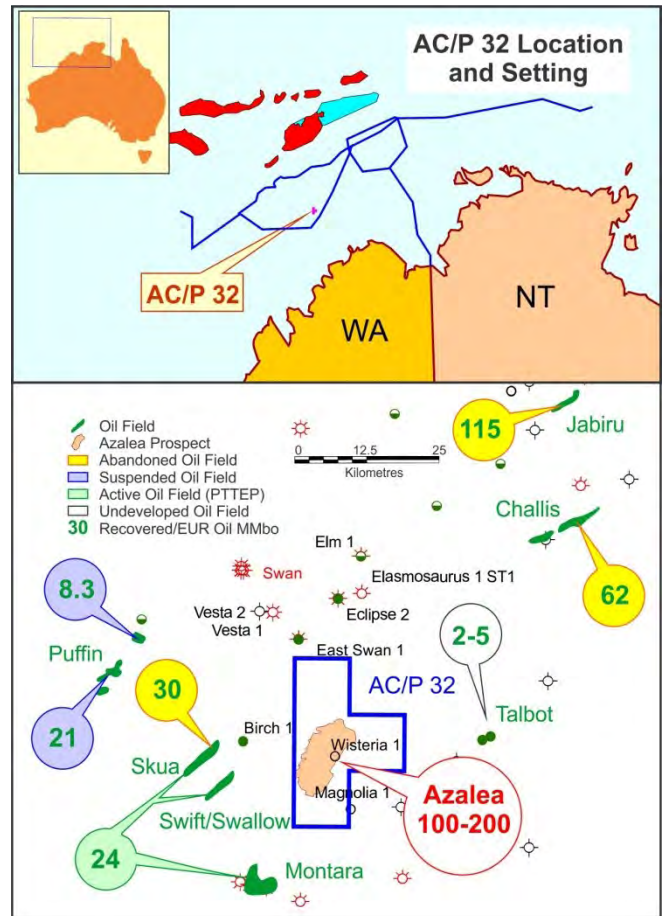 AC/P 32 Location
and Setting
AC/P 32
WA
NT
Oil Field
Azalea Prospect
Abandoned Oil Field
Suspended Oil Field
Active Oil Field (PTTEP)
Undeveloped Oil Field
30 Recovered/EUR Oil MMbo
0 12.5 25
Kilometres
115
Jabiru
Challis
62
Elm 1
Swan
Elasmosaurus 1 ST1
Eclipse 2
Vesta 2
Vesta 1
East Swan 1
8.3
Puffin
21
2-5
Talbot
AC/P 32
30
Birch 1
Wisteria 1
Skua
Magnolia 1
Azalea
100-200
Swift/Swallow
24
Montara